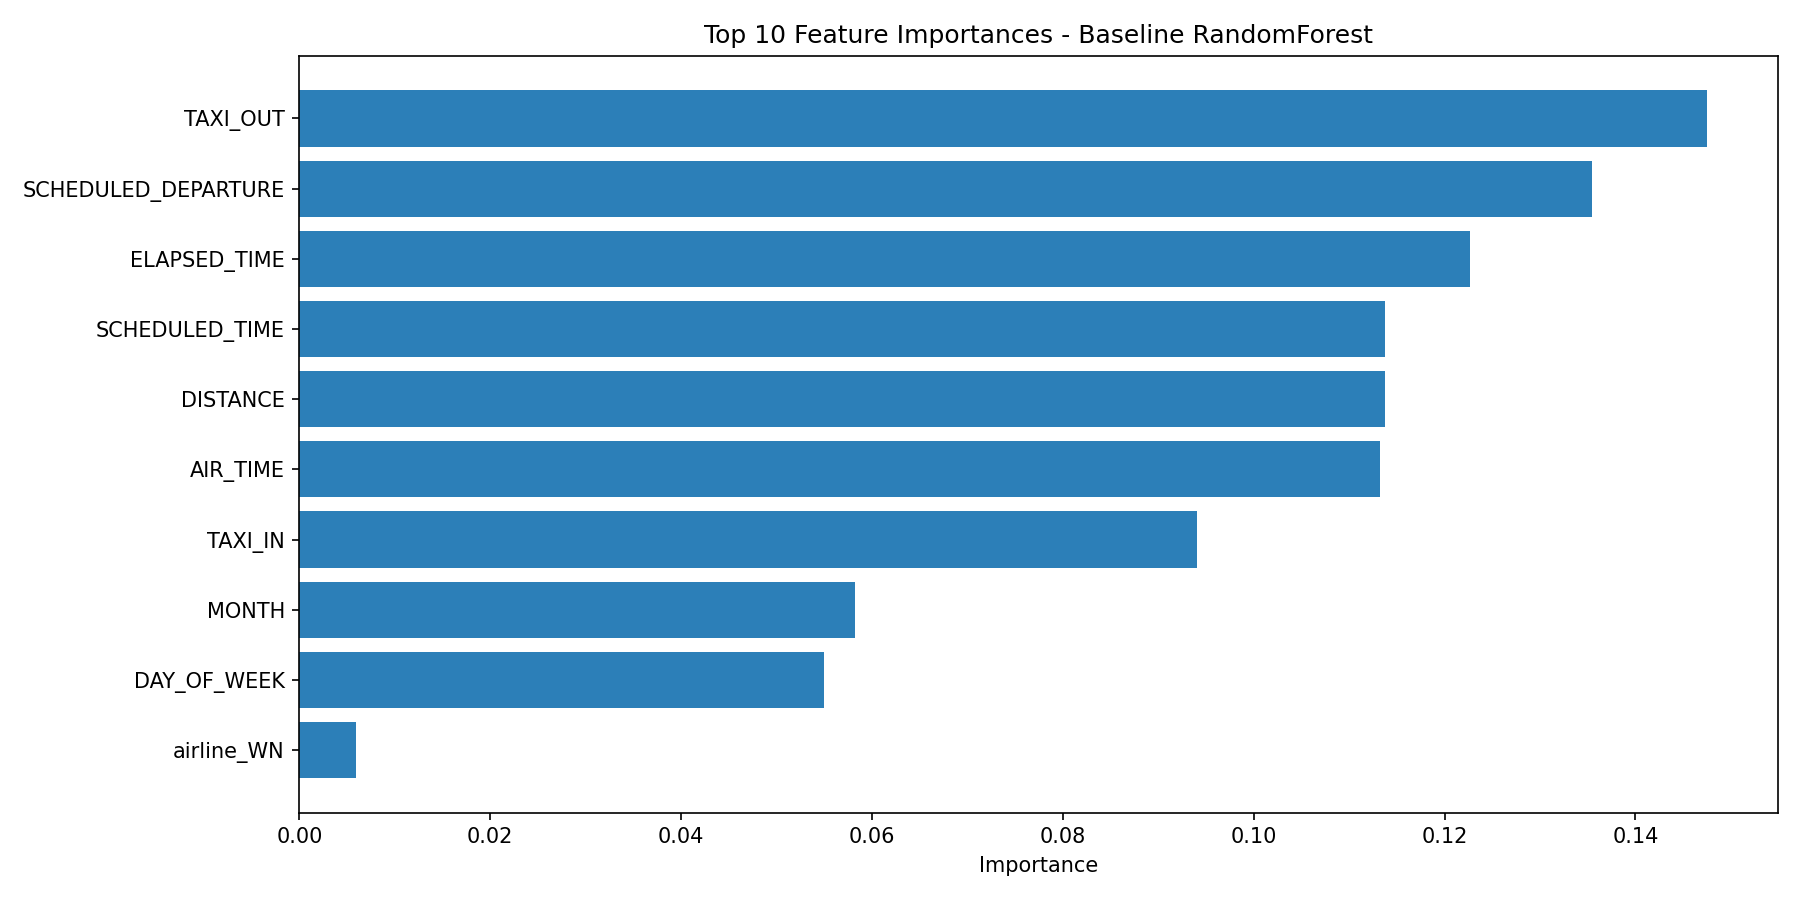 Top 10 Feature Importances - Baseline RandomForest
TAXI_OUT
SCHEDULED_DEPARTURE
ELAPSED_TIME
SCHEDULED_TIME
DISTANCE
AIR_TIME
TAXI_IN
MONTH
DAY_OF_WEEK
airline_WN
0.00 0.02 0.04 0.06 0.08 0.10 0.12 0.14
Importance